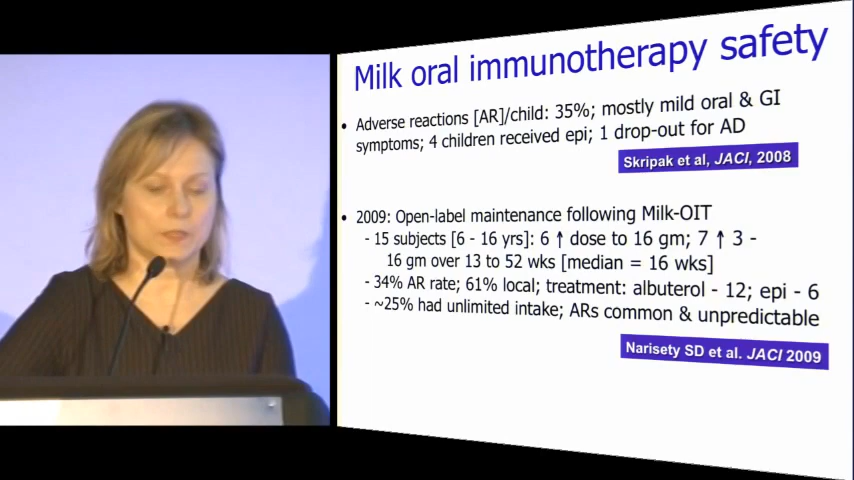 Milk oral immunotherapy safety
• Adverse reactions [AR]/child: 35%; mostly mild oral & GI
symptoms; 4 children received epi; 1 drop-out for AD
Skripak et al, JACI, 2008
• 2009: Open-label maintenance following Milk-OIT
- 15 subjects [6 - 16 yrs]: 6 ↑ dose to 16 gm; 7 ↑ 3 -
16 gm over 13 to 52 wks [median = 16 wks]
- 34% AR rate; 61% local; treatment: albuterol - 12; epi - 6
- ~25% had unlimited intake; ARs common & unpredictable
Narisety SD et al. JACI 2009